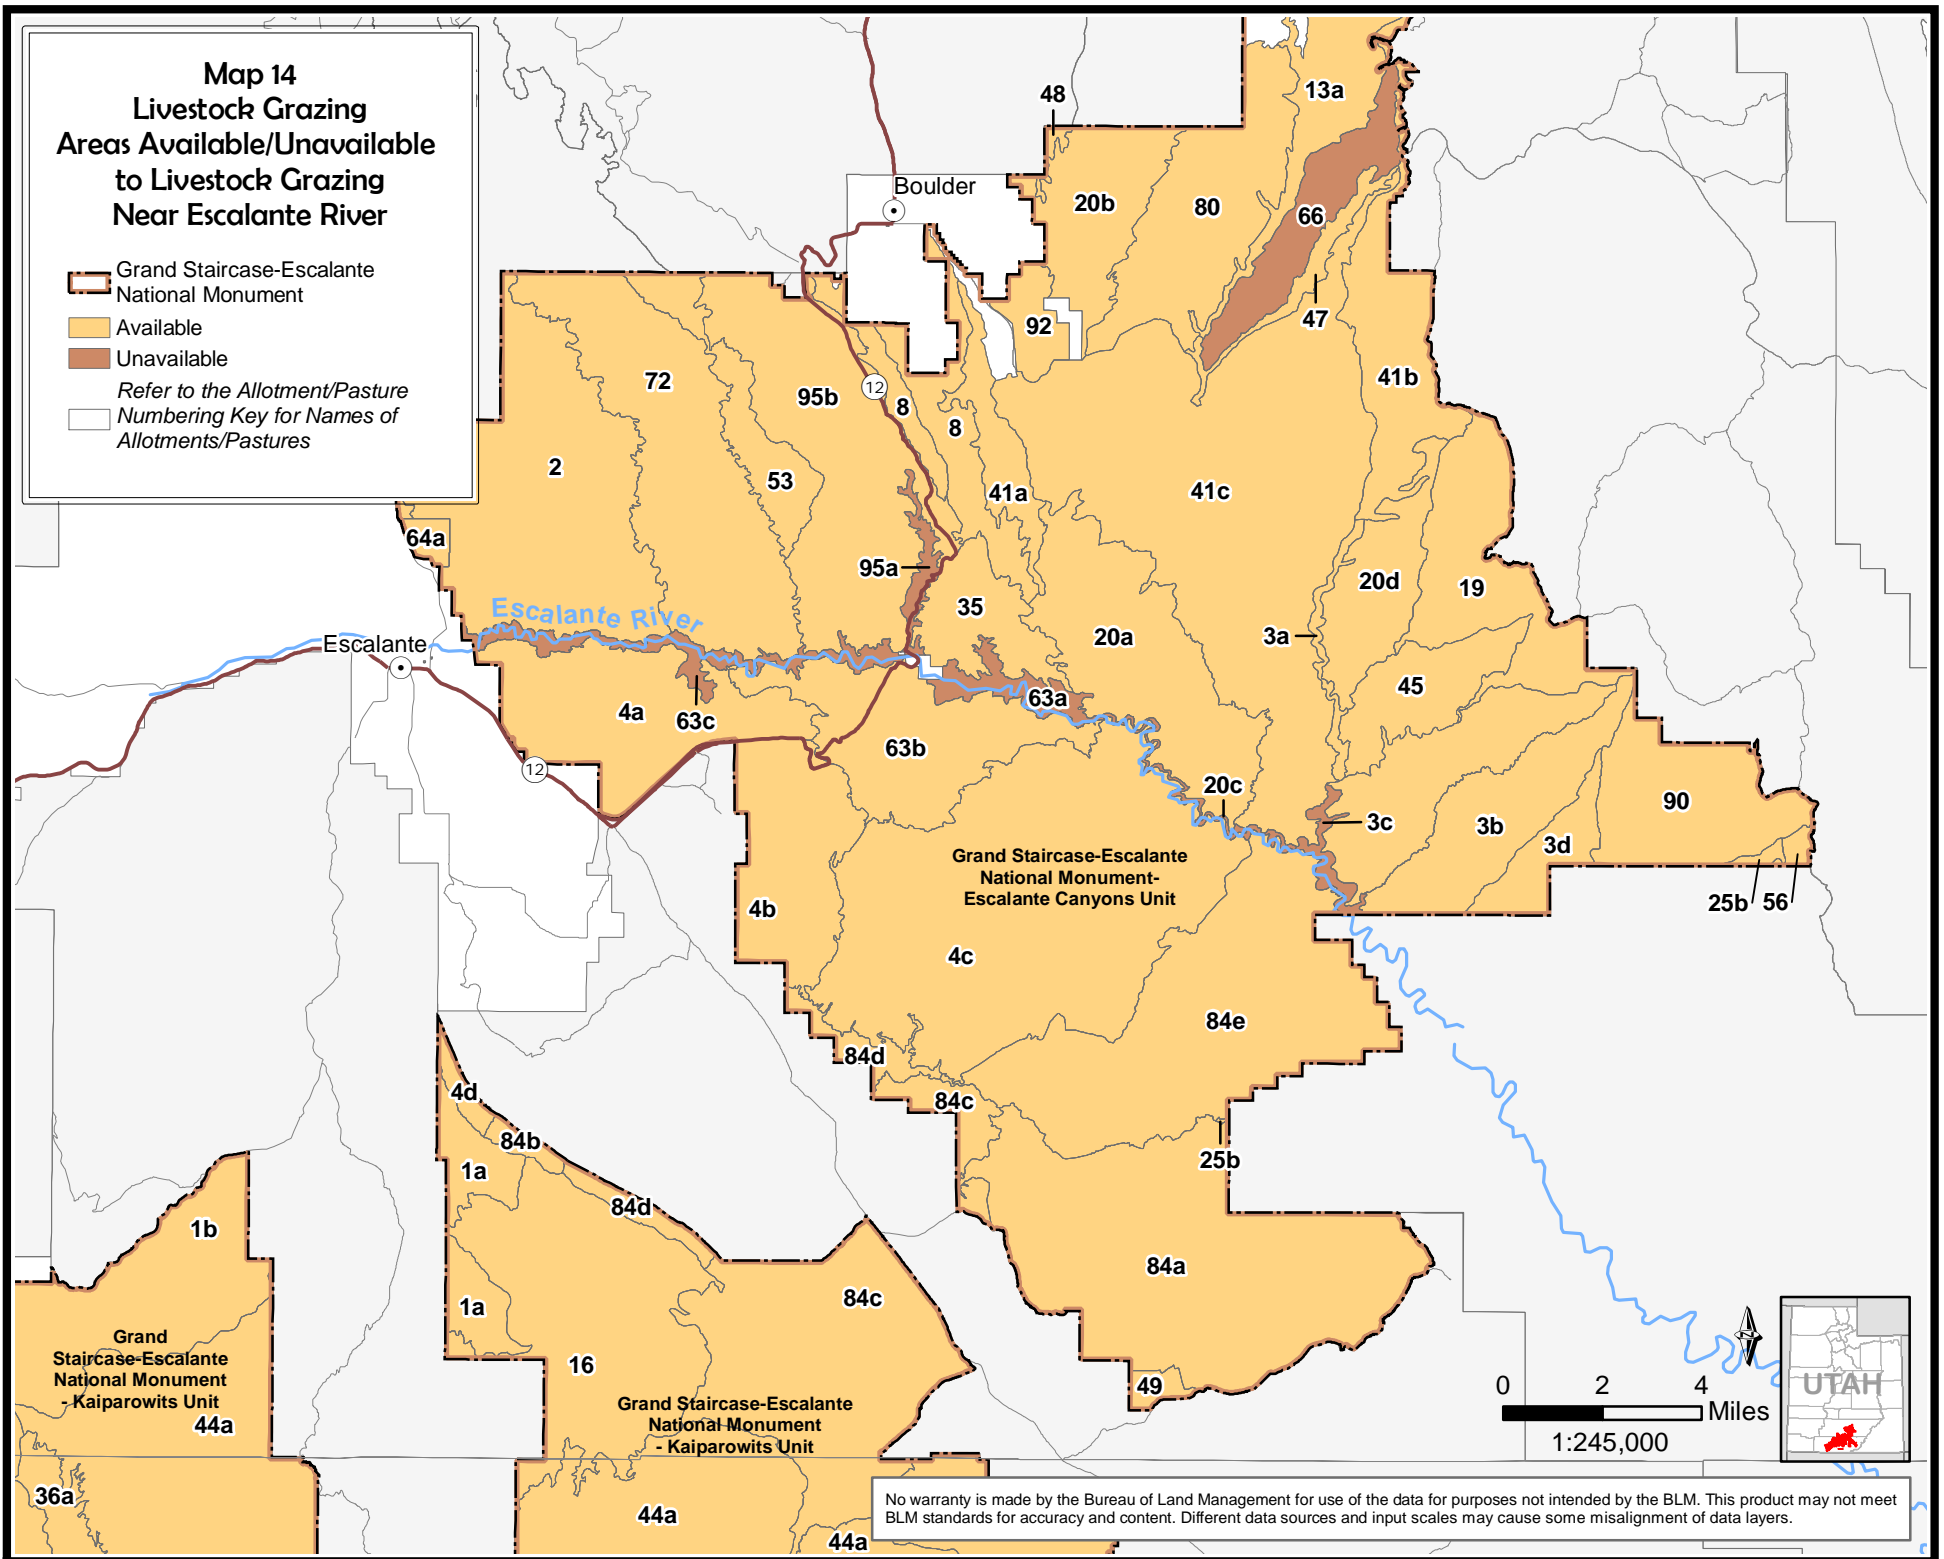 Map 14
Livestock Grazing
Areas Available/Unavailable
to Livestock Grazing
Near Escalante River
Grand Staircase-Escalante
National Monument
Available
Unavailable
Refer to the Allotment/Pasture
Numbering Key for Names of
Allotments/Pastures
48
13a
Boulder
20b
80
66
92
47
72
95b
12
8
8
41b
2
53
41a
41c
64a
95a
35
20d
19
Escalante River
Escalante
20a
3a
45
4a
63c
63a
63b
12
20c
3c
3b
3d
90
25b
56
Grand Staircase-Escalante
National Monument-
Escalante Canyons Unit
4b
4c
84e
84d
84c
4d
84b
1a
25b
84d
1b
84a
1a
84c
Grand
Staircase-Escalante
National Monument
- Kaiparowits Unit
44a
16
Grand Staircase-Escalante
National Monument
- Kaiparowits Unit
49
0 2 4
Miles
1:245,000
N
UTAH
36a
44a
44a
No warranty is made by the Bureau of Land Management for use of the data for purposes not intended by the BLM. This product may not meet
BLM standards for accuracy and content. Different data sources and input scales may cause some misalignment of data layers.